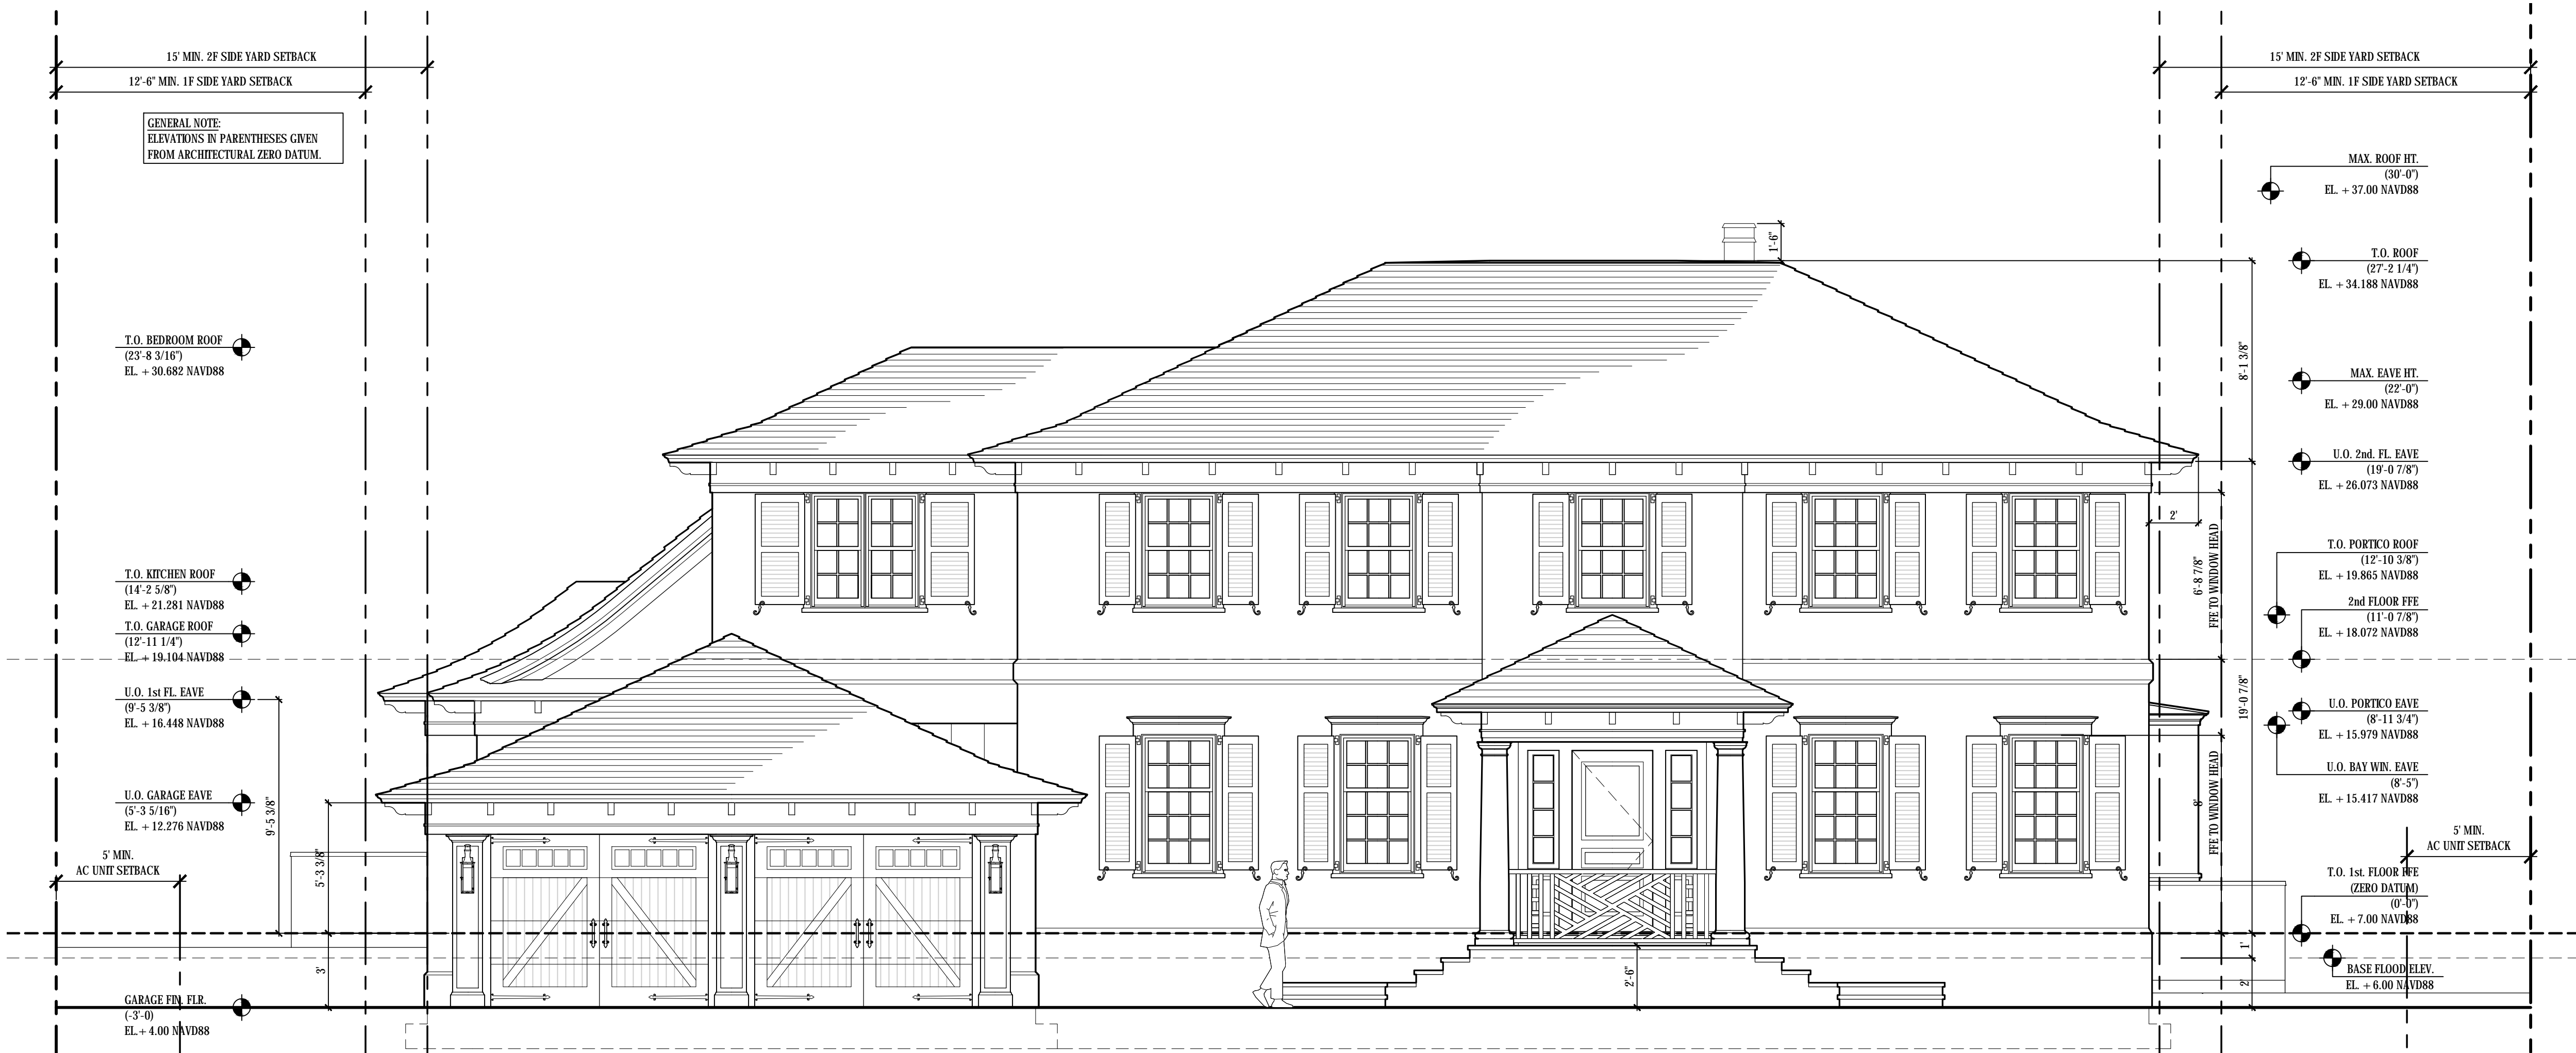 15' MIN. 2F SIDE YARD SETBACK
12'-6" MIN. 1F SIDE YARD SETBACK
GENERAL NOTE:
ELEVATIONS IN PARENTHESES GIVEN
FROM ARCHITECTURAL ZERO DATUM.
T.O. BEDROOM ROOF
(23'-8 3/16")
EL. + 30.682 NAVD88
T.O. KITCHEN ROOF
(14'-2 5/8")
EL. + 21.281 NAVD88
T.O. GARAGE ROOF
(12'-11 1/4")
EL. + 19.104 NAVD88
U.O. 1st FL. EAVE
(9'-5 3/8")
EL. + 16.448 NAVD88
U.O. GARAGE EAVE
(5'-3 5/16")
EL. + 12.276 NAVD88
5' MIN.
AC UNIT SETBACK
GARAGE FIN. FLR.
(-3'-0)
EL.+ 4.00 NAVD88
9'-5 3/8"
5'-3 3/8"
3'
1'-6"
2'-6"
15' MIN. 2F SIDE YARD SETBACK
12'-6" MIN. 1F SIDE YARD SETBACK
MAX. ROOF HT.
(30'-0")
EL. + 37.00 NAVD88
T.O. ROOF
(27'-2 1/4")
EL. + 34.188 NAVD88
MAX. EAVE HT.
(22'-0")
EL. + 29.00 NAVD88
U.O. 2nd. FL. EAVE
(19'-0 7/8")
EL. + 26.073 NAVD88
T.O. PORTICO ROOF
(12'-10 3/8")
EL. + 19.865 NAVD88
2nd FLOOR FFE
(11'-0 7/8")
EL. + 18.072 NAVD88
U.O. PORTICO EAVE
(8'-11 3/4")
EL. + 15.979 NAVD88
U.O. BAY WIN. EAVE
(8'-5")
EL. + 15.417 NAVD88
5' MIN.
AC UNIT SETBACK
T.O. 1st. FLOOR FFE
(ZERO DATUM)
(0'-0")
EL. + 7.00 NAVD88
BASE FLOOD ELEV.
EL. + 6.00 NAVD88
8'-1 3/8"
2'
6'-8 7/8"
FFE TO WINDOW HEAD
19'-0 7/8"
8'
FFE TO WINDOW HEAD
1'
2'